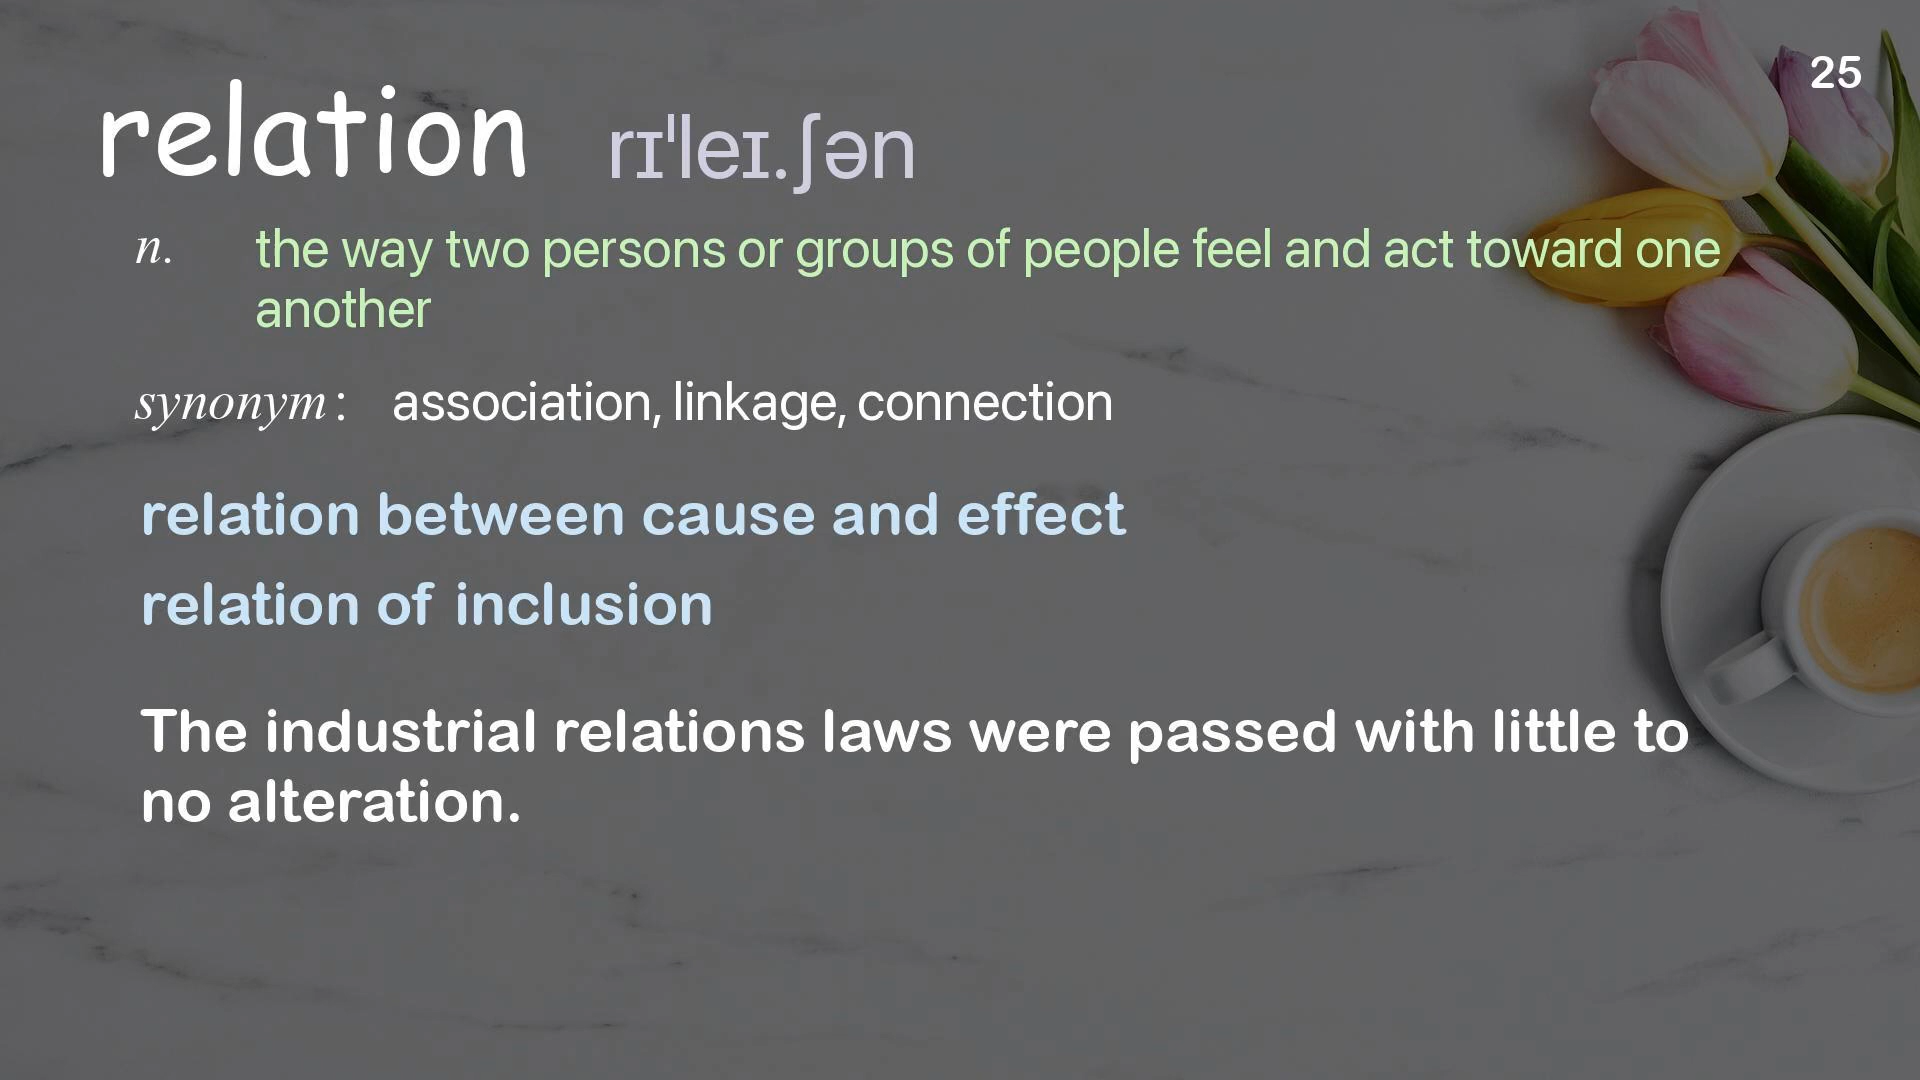 25
relation rɪˈleɪ.ʃən
n. the way two persons or groups of people feel and act toward one
another
synonym: association, linkage, connection
relation between cause and effect
relation of inclusion
The industrial relations laws were passed with little to
no alteration.